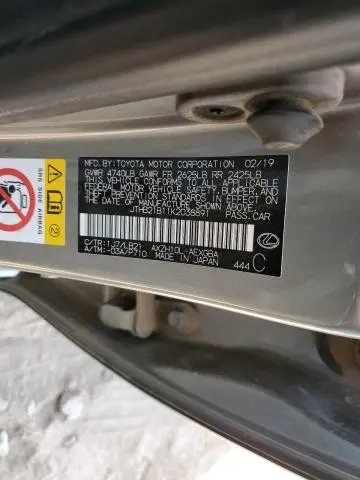 MFD.BY:TOYOTA MOTOR CORPORATION 02/19
GVWR 4740LB GAWR FR 2625LB RR 2425LB
THIS VEHICLE CONFORMS TO ALL APPLICABLE
FEDERAL MOTOR VEHICLE SAFETY, BUMPER, AND
THEFT PREVENTION STANDARDS IN EFFECT ON THE DATE OF
MANUFACTURE SHOWN ABOVE.
JTHB21B11K2038891 PASS.CAR
C/TR:1J7/LB21 AXZH10L-AEXGBA
A/TM:-03A/P710 MADE IN JAPAN 444 C
SRS SIDE AIRBAG
(2)